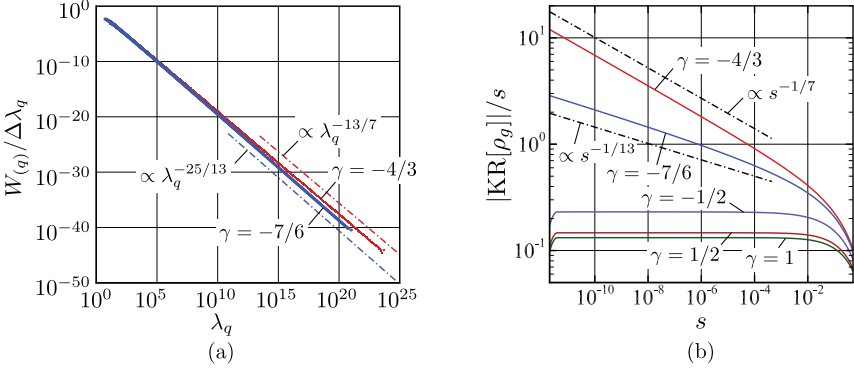 10^0
10^-10
10^-20
10^-30
10^-40
10^-50
W_(q)/Δλ_q
∝ λ_q^-13/7
∝ λ_q^-25/13
γ = −4/3
γ = −7/6
10^0 10^5 10^10 10^15 10^20 10^25
λ_q
(a)
10^1
10^0
10^-1
|KR[ρ_g]|/s
γ = −4/3
∝ s^-1/7
∝ s^-1/13
γ = −7/6
γ = −1/2
γ = 1/2
γ = 1
10^-10 10^-8 10^-6 10^-4 10^-2
s
(b)